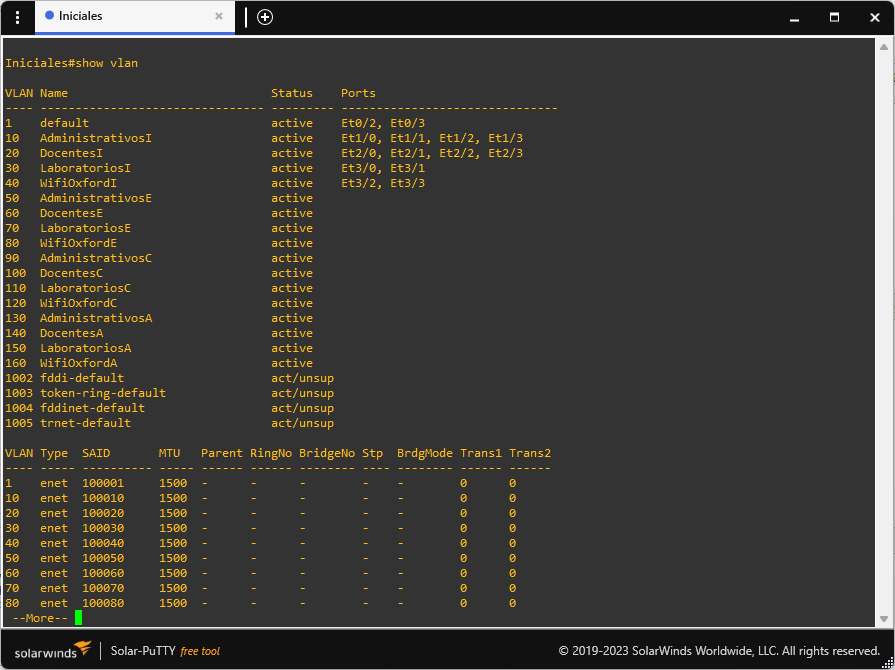 Iniciales
Iniciales#show vlan
VLAN Name                             Status    Ports
---- -------------------------------- --------- -------------------------------
1    default                          active    Et0/2, Et0/3
10   AdministrativosI                 active    Et1/0, Et1/1, Et1/2, Et1/3
20   DocentesI                        active    Et2/0, Et2/1, Et2/2, Et2/3
30   LaboratoriosI                    active    Et3/0, Et3/1
40   WifiOxfordI                      active    Et3/2, Et3/3
50   AdministrativosE                 active
60   DocentesE                        active
70   LaboratoriosE                    active
80   WifiOxfordE                      active
90   AdministrativosC                 active
100  DocentesC                        active
110  LaboratoriosC                    active
120  WifiOxfordC                      active
130  AdministrativosA                 active
140  DocentesA                        active
150  LaboratoriosA                    active
160  WifiOxfordA                      active
1002 fddi-default                     act/unsup
1003 token-ring-default               act/unsup
1004 fddinet-default                  act/unsup
1005 trnet-default                    act/unsup
VLAN Type  SAID       MTU   Parent RingNo BridgeNo Stp  BrdgMode Trans1 Trans2
---- ----- ---------- ----- ------ ------ -------- ---- -------- ------ ------
1    enet  100001     1500  -      -      -        -    -        0      0
10   enet  100010     1500  -      -      -        -    -        0      0
20   enet  100020     1500  -      -      -        -    -        0      0
30   enet  100030     1500  -      -      -        -    -        0      0
40   enet  100040     1500  -      -      -        -    -        0      0
50   enet  100050     1500  -      -      -        -    -        0      0
60   enet  100060     1500  -      -      -        -    -        0      0
70   enet  100070     1500  -      -      -        -    -        0      0
80   enet  100080     1500  -      -      -        -    -        0      0
 --More--
solarwinds | Solar-PuTTY free tool © 2019-2023 SolarWinds Worldwide, LLC. All rights reserved.